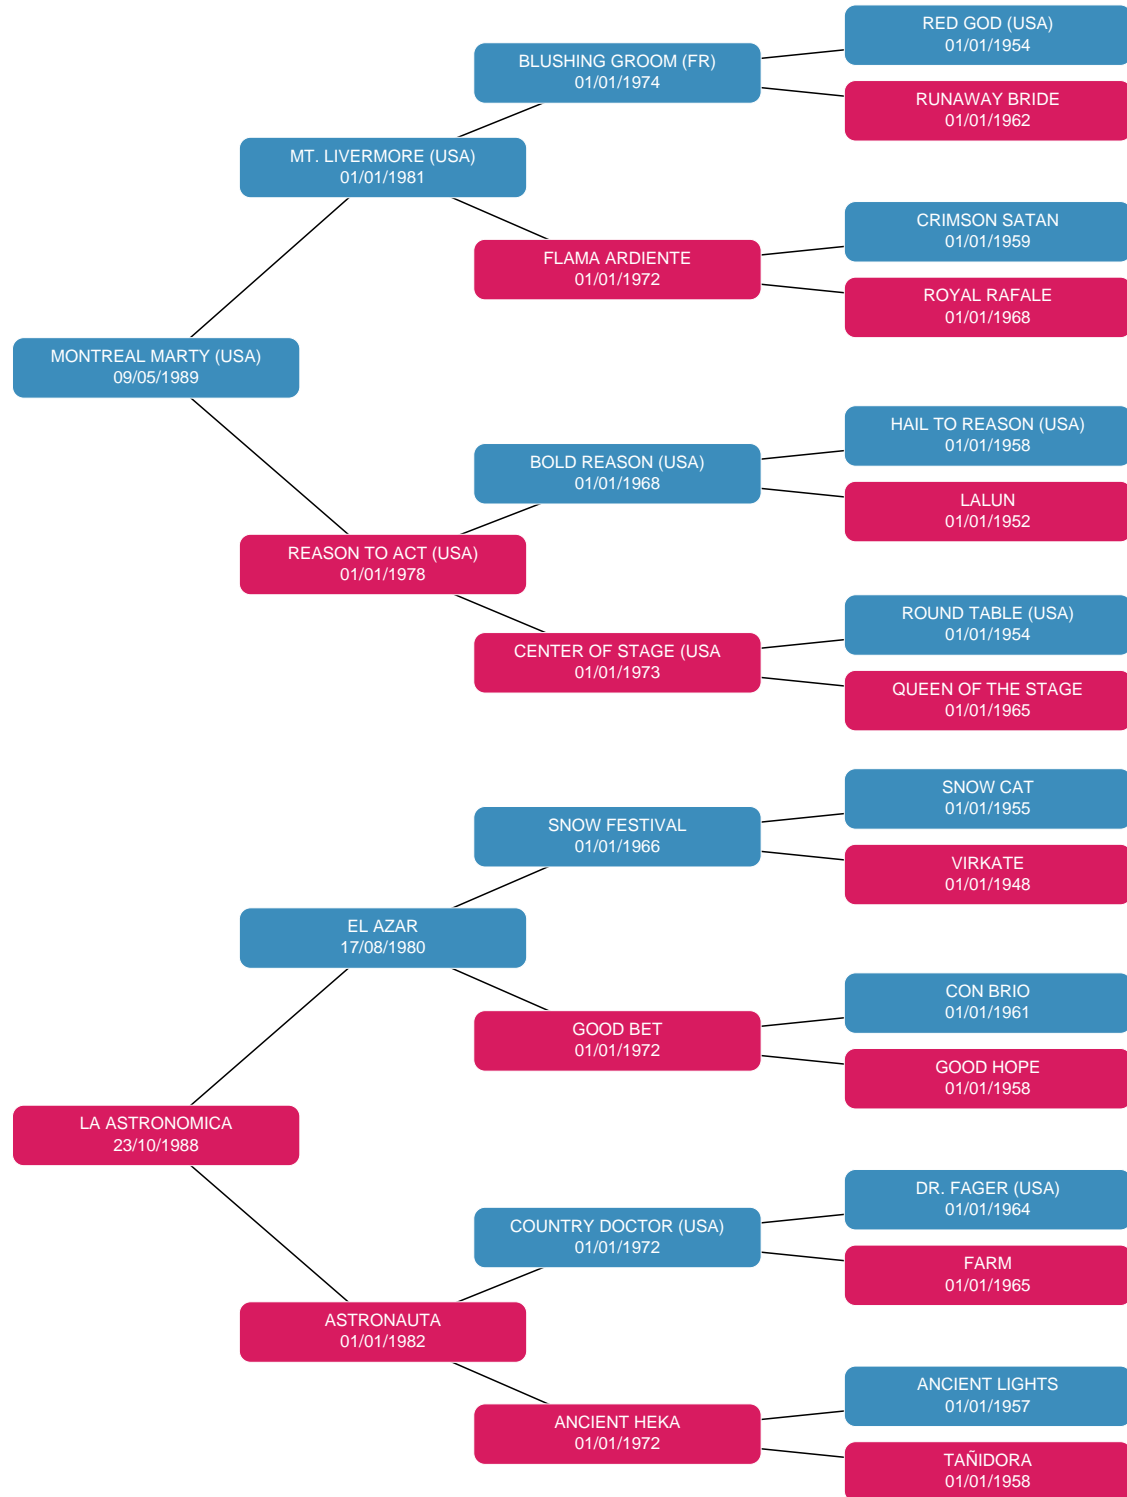 RED GOD (USA)
01/01/1954
BLUSHING GROOM (FR)
01/01/1974
RUNAWAY BRIDE
01/01/1962
MT. LIVERMORE (USA)
01/01/1981
CRIMSON SATAN
01/01/1959
FLAMA ARDIENTE
01/01/1972
ROYAL RAFALE
01/01/1968
MONTREAL MARTY (USA)
09/05/1989
HAIL TO REASON (USA)
01/01/1958
BOLD REASON (USA)
01/01/1968
LALUN
01/01/1952
REASON TO ACT (USA)
01/01/1978
ROUND TABLE (USA)
01/01/1954
CENTER OF STAGE (USA
01/01/1973
QUEEN OF THE STAGE
01/01/1965
SNOW CAT
01/01/1955
SNOW FESTIVAL
01/01/1966
VIRKATE
01/01/1948
EL AZAR
17/08/1980
CON BRIO
01/01/1961
GOOD BET
01/01/1972
GOOD HOPE
01/01/1958
LA ASTRONOMICA
23/10/1988
DR. FAGER (USA)
01/01/1964
COUNTRY DOCTOR (USA)
01/01/1972
FARM
01/01/1965
ASTRONAUTA
01/01/1982
ANCIENT LIGHTS
01/01/1957
ANCIENT HEKA
01/01/1972
TAÑIDORA
01/01/1958